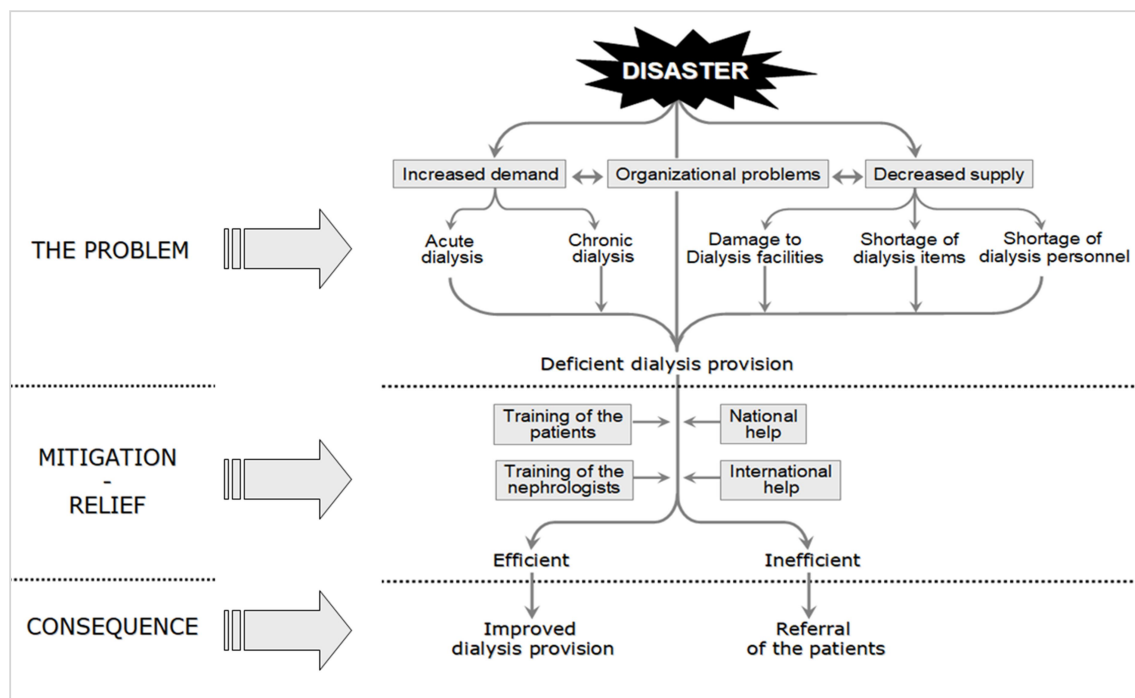 DISASTER
Increased demand
Organizational problems
Decreased supply
THE PROBLEM
Acute
dialysis
Chronic
dialysis
Damage to
Dialysis facilities
Shortage of
dialysis items
Shortage of
dialysis personnel
Deficient dialysis provision
MITIGATION
-
RELIEF
Training of the
patients
National
help
Training of the
nephrologists
International
help
Efficient
Inefficient
CONSEQUENCE
Improved
dialysis provision
Referral
of the patients